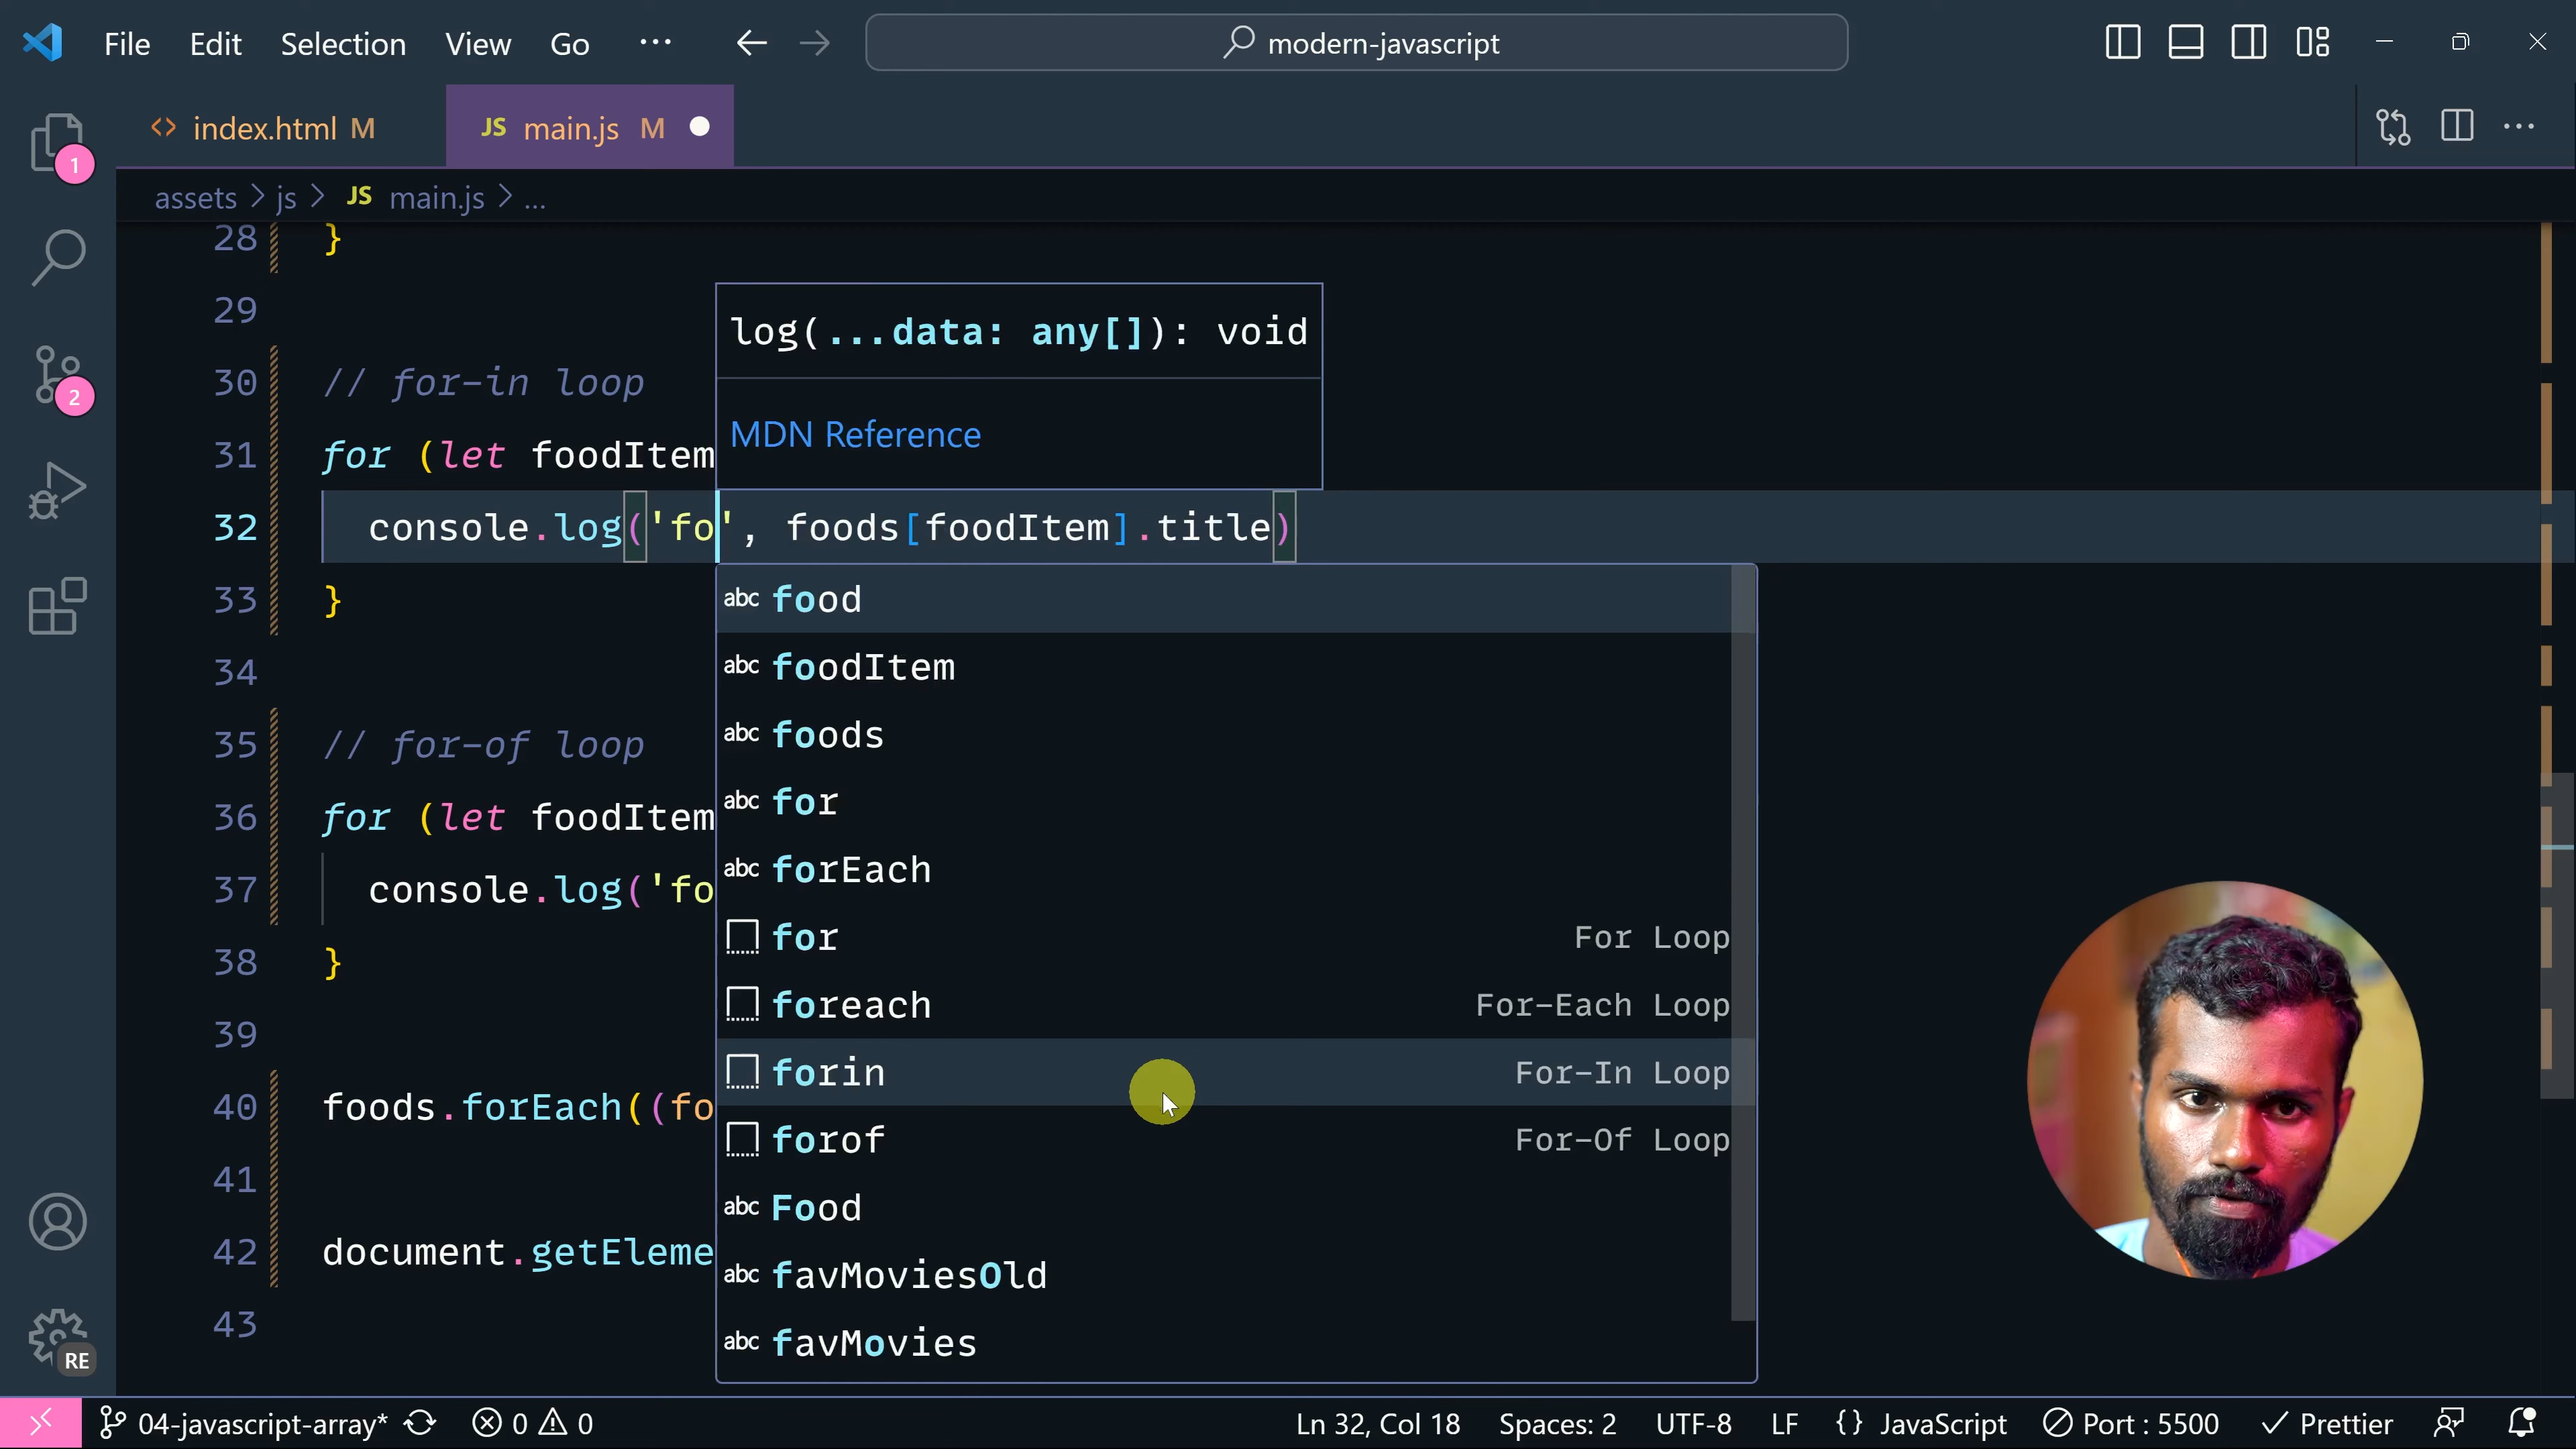 File Edit Selection View Go ··· modern-javascript
1
index.html M
JS main.js M
assets > js > JS main.js > ...
28 }
29
30 // for-in loop
31 for (let foodItem
log(...data: any[]): void
MDN Reference
32 console.log('fo', foods[foodItem].title)
33 }
34
35 // for-of loop
36 for (let foodItem
37 console.log('fo
38 }
39
40 foods.forEach((fo
41
42 document.getEleme
43
abc food
abc foodItem
abc foods
abc for
abc forEach
for For Loop
foreach For-Each Loop
forin For-In Loop
forof For-Of Loop
abc Food
abc favMoviesOld
abc favMovies
2
RE
04-javascript-array* 0 0 Ln 32, Col 18 Spaces: 2 UTF-8 LF {} JavaScript Port : 5500 Prettier